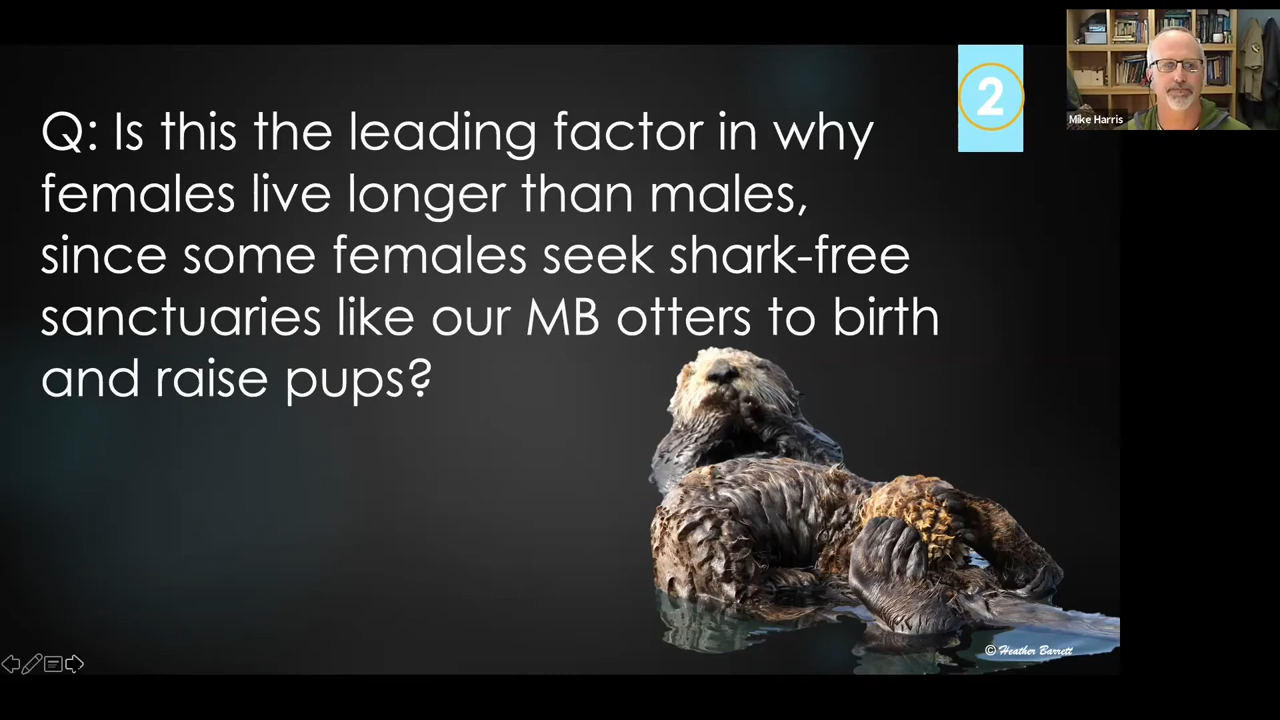 Q: Is this the leading factor in why
females live longer than males,
since some females seek shark-free
sanctuaries like our MB otters to birth
and raise pups?
2
Mike Harris
© Heather Barrett